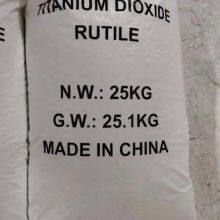 TITANIUM DIOXIDE
RUTILE
N.W.: 25KG
G.W.: 25.1KG
MADE IN CHINA